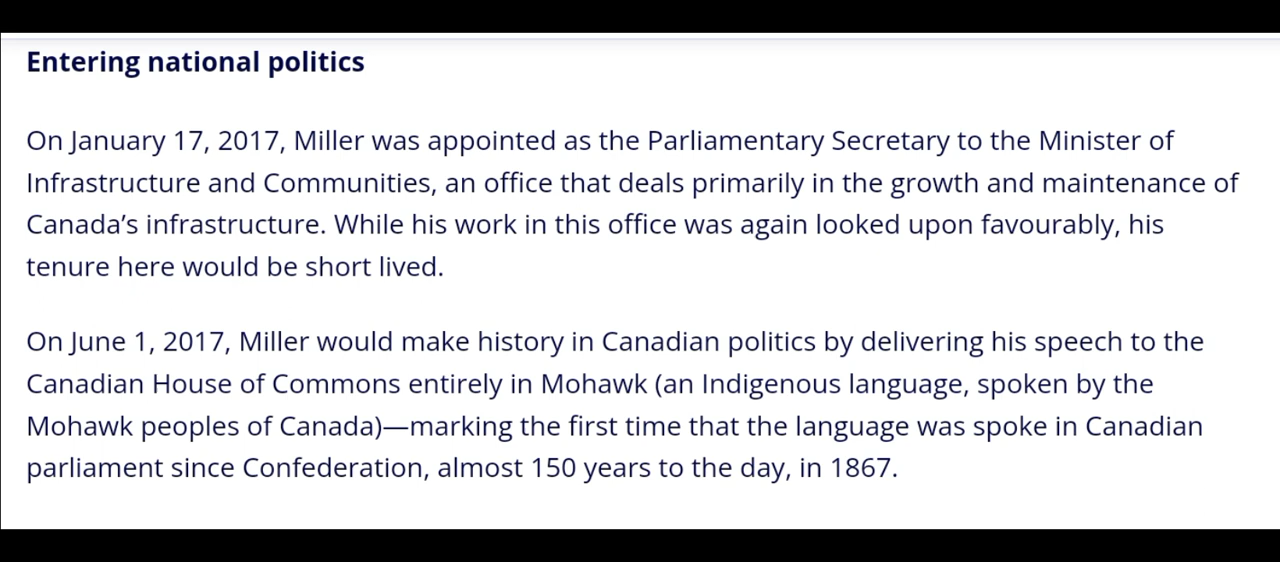 Entering national politics
On January 17, 2017, Miller was appointed as the Parliamentary Secretary to the Minister of
Infrastructure and Communities, an office that deals primarily in the growth and maintenance of
Canada’s infrastructure. While his work in this office was again looked upon favourably, his
tenure here would be short lived.
On June 1, 2017, Miller would make history in Canadian politics by delivering his speech to the
Canadian House of Commons entirely in Mohawk (an Indigenous language, spoken by the
Mohawk peoples of Canada)—marking the first time that the language was spoke in Canadian
parliament since Confederation, almost 150 years to the day, in 1867.